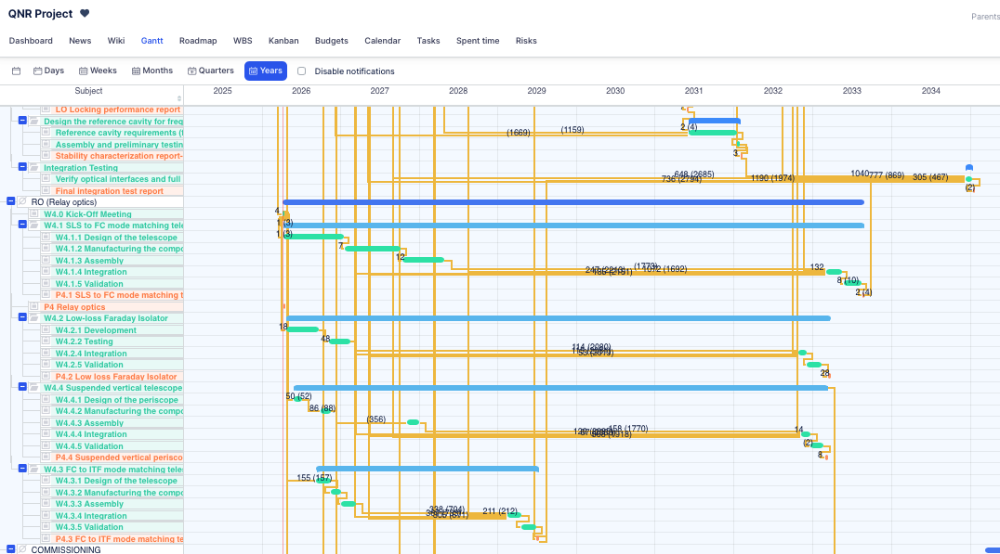 QNR Project
Parents
Dashboard News Wiki Gantt Roadmap WBS Kanban Budgets Calendar Tasks Spent time Risks
Days Weeks Months Quarters Years Disable notifications
Subject 2025 2026 2027 2028 2029 2030 2031 2032 2033 2034
LO Locking performance report
Design the reference cavity for freq
2 (4)
Reference cavity requirements (f
(1669) (1159)
Assembly and preliminary testin
Stability characterization report-
3
Integration Testing
Verify optical interfaces and full
648 (2685) 736 (2794) 1190 (1974) 1040 777 (869) 305 (467)
Final integration test report
(2)
RO (Relay optics)
W4.0 Kick-Off Meeting
4
W4.1 SLS to FC mode matching tele
1 (3)
W4.1.1 Design of the telescope
1 (3)
W4.1.2 Manufacturing the compo
7
W4.1.3 Assembly
12
W4.1.4 Integration
(1773) 1072 (1692) 132
W4.1.5 Validation
8 (10)
P4.1 SLS to FC mode matching t
2 (4)
P4 Relay optics
W4.2 Low-loss Faraday Isolator
W4.2.1 Development
18
W4.2.2 Testing
48
W4.2.4 Integration
114 (2080)
W4.2.5 Validation
P4.2 Low loss Faraday Isolator
28
W4.4 Suspended vertical telescope
W4.4.1 Design of the periscope
50 (52)
W4.4.2 Manufacturing the compo
86 (88)
W4.4.3 Assembly
(356)
W4.4.4 Integration
458 (1770) 14
W4.4.5 Validation
(2)
P4.4 Suspended vertical perisco
8
W4.3 FC to ITF mode matching tele
W4.3.1 Design of the telescope
155 (157)
W4.3.2 Manufacturing the compo
W4.3.3 Assembly
W4.3.4 Integration
338 (704) 211 (212)
W4.3.5 Validation
P4.3 FC to ITF mode matching te
COMMISSIONING